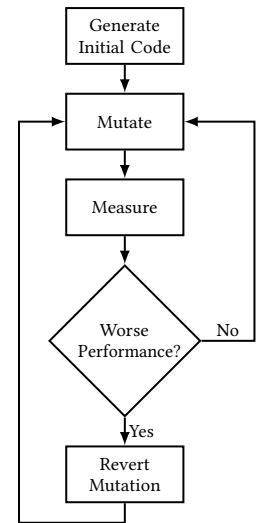 Generate
Initial Code
Mutate
Measure
Worse
Performance?
No
Yes
Revert
Mutation